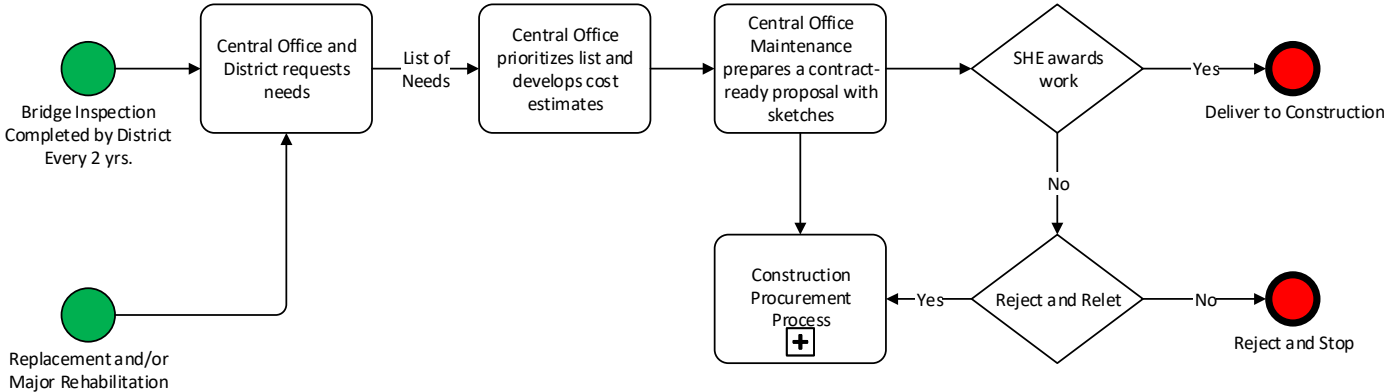 Bridge Inspection
Completed by District
Every 2 yrs.
Central Office and
District requests
needs
List of
Needs
Central Office
prioritizes list and
develops cost
estimates
Central Office
Maintenance
prepares a contract-
ready proposal with
sketches
SHE awards
work
Yes
Deliver to Construction
No
Replacement and/or
Major Rehabilitation
Construction
Procurement
Process
Yes
Reject and Relet
No
Reject and Stop